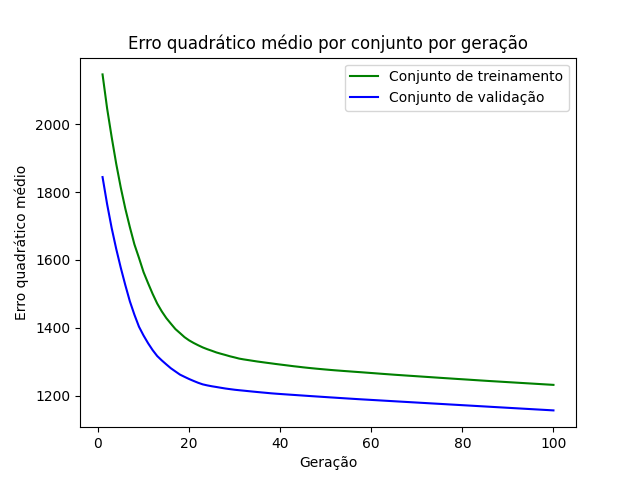 Erro quadrático médio por conjunto por geração
Conjunto de treinamento
Conjunto de validação
Erro quadrático médio
2000
1800
1600
1400
1200
0 20 40 60 80 100
Geração